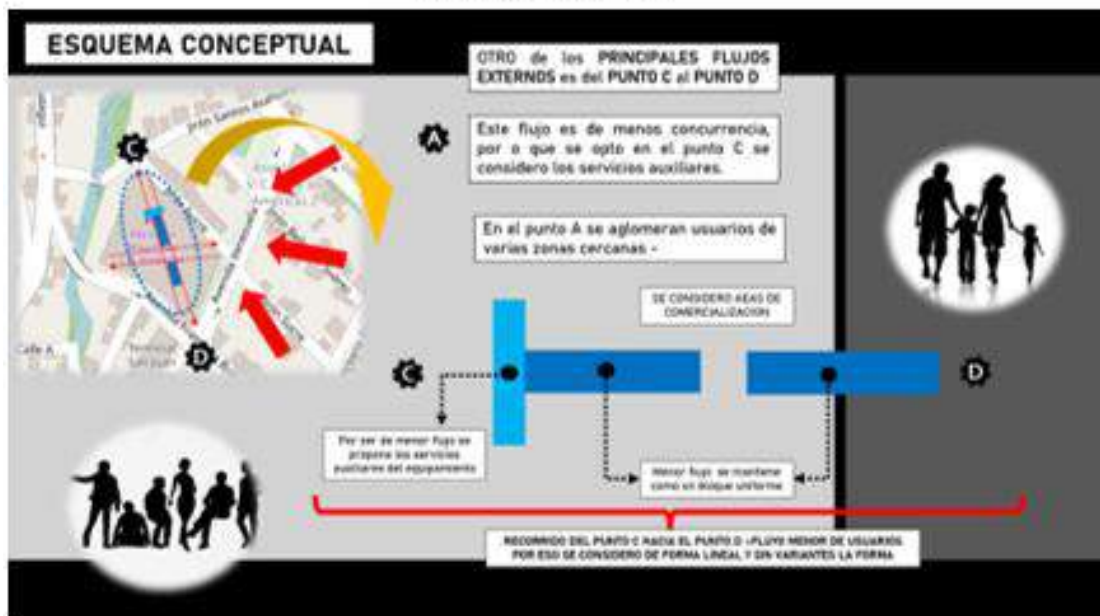 ESQUEMA CONCEPTUAL
OTRO de los PRINCIPALES FLUJOS
EXTERNOS es del PUNTO C al PUNTO D
A
Este flujo es de menos concurrencia,
por o que se opto en el punto C se
considero los servicios auxiliares.
En el punto A se aglomeran usuarios de
varias zonas cercanas -
C
D
Calle A
Terminal
SE CONSIDERO AEAS DE
COMERCIALIZACION
C
D
Por ser de menor flujo se
propone los servicios
auxiliares del equipamiento
Menor flujo se mantiene
como un bloque uniforme
RECORRIDO DEL PUNTO C HACIA EL PUNTO D -FLUYO MENOR DE USUARIOS
POR ESO SE CONSIDERO DE FORMA LINEAL Y SIN VARIANTES LA FORMA